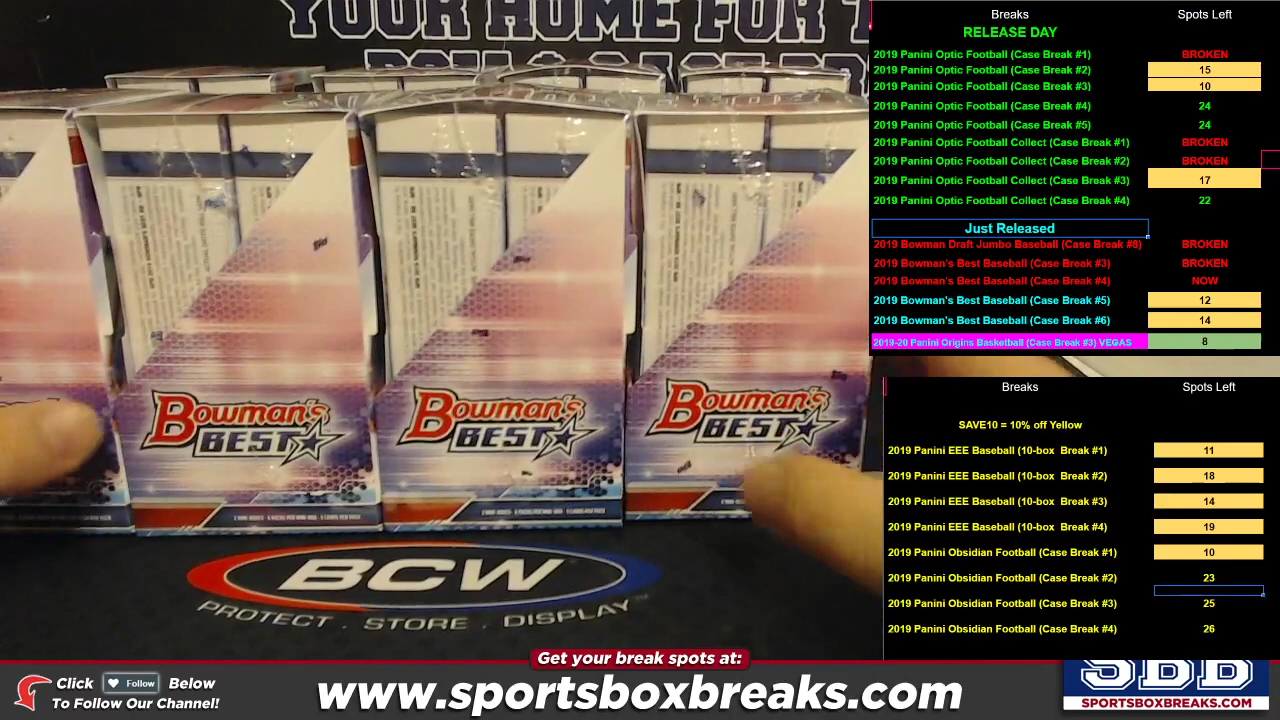 YOUR HOME FOR T
Breaks Spots Left
RELEASE DAY
2019 Panini Optic Football (Case Break #1) BROKEN
2019 Panini Optic Football (Case Break #2) 15
2019 Panini Optic Football (Case Break #3) 10
2019 Panini Optic Football (Case Break #4) 24
2019 Panini Optic Football (Case Break #5) 24
2019 Panini Optic Football Collect (Case Break #1) BROKEN
2019 Panini Optic Football Collect (Case Break #2) BROKEN
2019 Panini Optic Football Collect (Case Break #3) 17
2019 Panini Optic Football Collect (Case Break #4) 22
Just Released
2019 Bowman Draft Jumbo Baseball (Case Break #8) BROKEN
2019 Bowman's Best Baseball (Case Break #3) BROKEN
2019 Bowman's Best Baseball (Case Break #4) NOW
2019 Bowman's Best Baseball (Case Break #5) 12
2019 Bowman's Best Baseball (Case Break #6) 14
2019-20 Panini Origins Basketball (Case Break #3) VEGAS 8
Breaks Spots Left
SAVE10 = 10% off Yellow
2019 Panini EEE Baseball (10-box Break #1) 11
2019 Panini EEE Baseball (10-box Break #2) 18
2019 Panini EEE Baseball (10-box Break #3) 14
2019 Panini EEE Baseball (10-box Break #4) 19
2019 Panini Obsidian Football (Case Break #1) 10
2019 Panini Obsidian Football (Case Break #2) 23
2019 Panini Obsidian Football (Case Break #3) 25
2019 Panini Obsidian Football (Case Break #4) 26
Bowman's
BEST
Bowman's
BEST
Bowman's
BEST
BCW
PROTECT . STORE . DISPLAY
Get your break spots at:
Click Follow Below
To Follow Our Channel!
www.sportsboxbreaks.com
SBB
SPORTSBOXBREAKS.COM